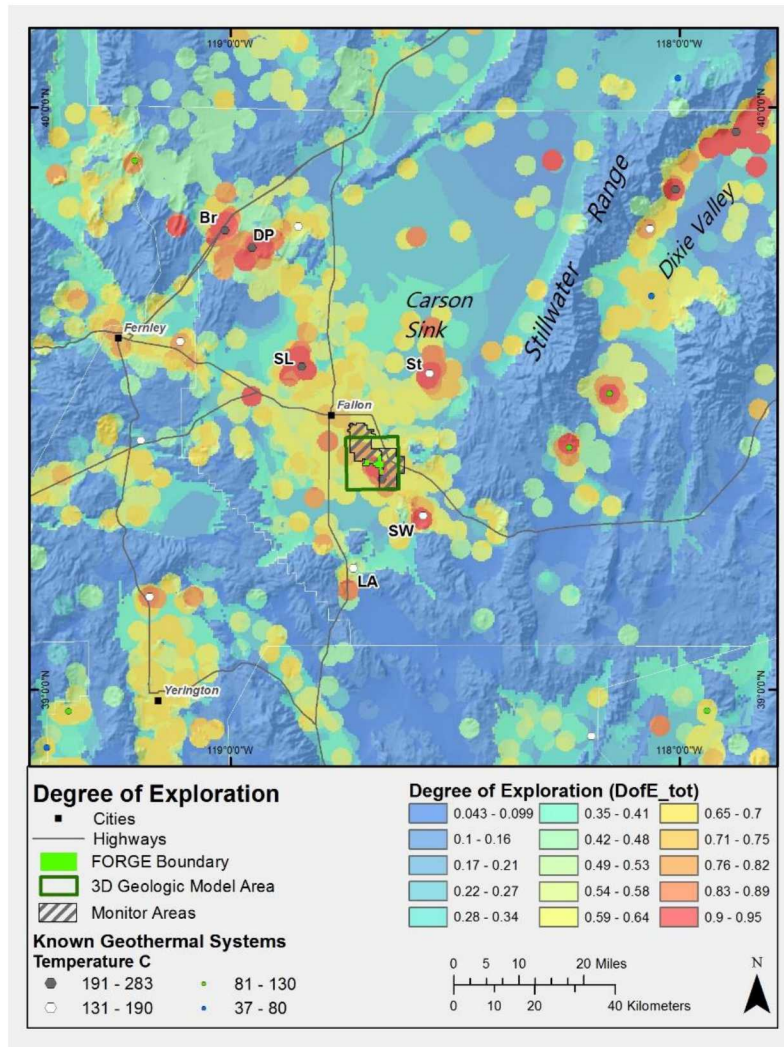 119°0'0"W 118°0'0"W
40°0'0"N 40°0'0"N
Br
DP
Stillwater Range
Dixie Valley
Carson
Sink
Fernley
SL
St
Fallon
SW
LA
39°0'0"N 39°0'0"N
Yerington
119°0'0"W 118°0'0"W
Degree of Exploration
Cities
Highways
FORGE Boundary
3D Geologic Model Area
Monitor Areas
Known Geothermal Systems
Temperature C
191 - 283 81 - 130
131 - 190 37 - 80
Degree of Exploration (DofE_tot)
0.043 - 0.099 0.35 - 0.41 0.65 - 0.7
0.1 - 0.16 0.42 - 0.48 0.71 - 0.75
0.17 - 0.21 0.49 - 0.53 0.76 - 0.82
0.22 - 0.27 0.54 - 0.58 0.83 - 0.89
0.28 - 0.34 0.59 - 0.64 0.9 - 0.95
0 5 10 20 Miles
0 10 20 40 Kilometers
N